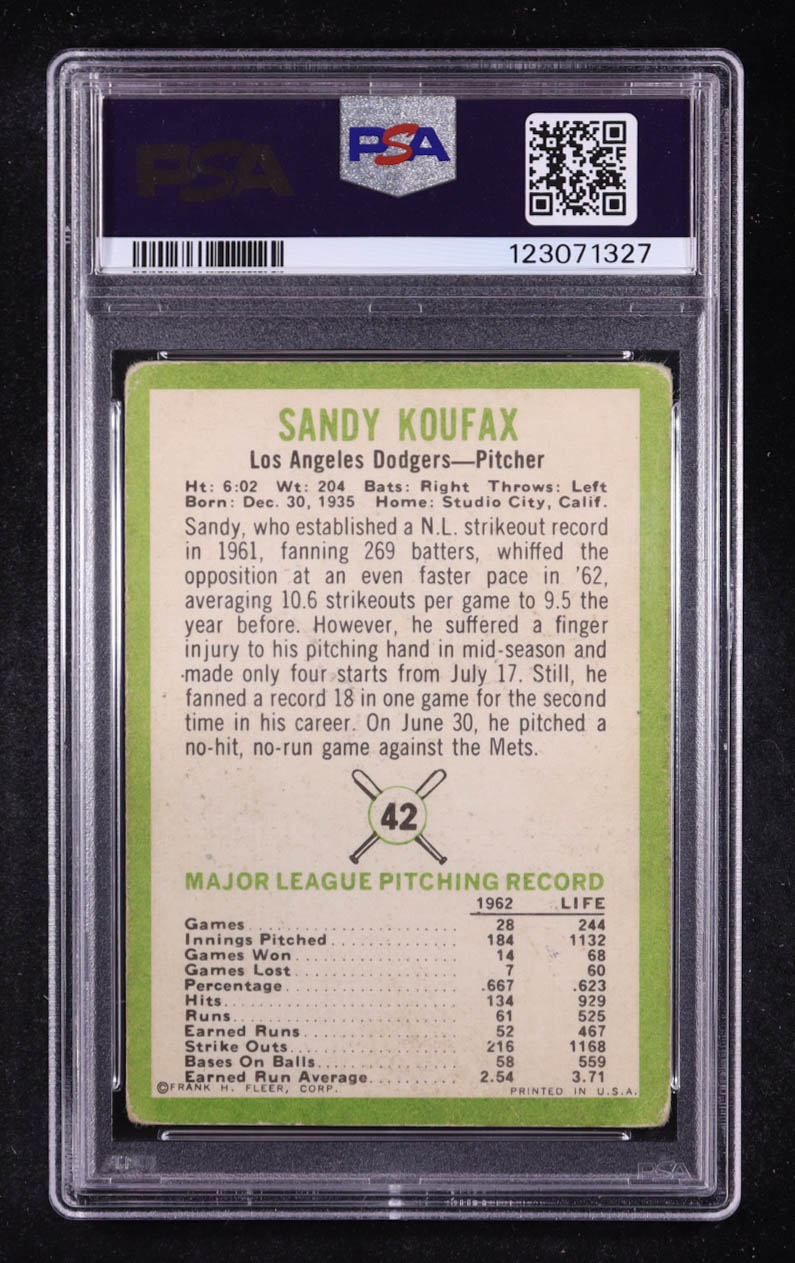 PSA
PSA
123071327
SANDY KOUFAX
Los Angeles Dodgers—Pitcher
Ht: 6:02 Wt: 204 Bats: Right Throws: Left
Born: Dec. 30, 1935 Home: Studio City, Calif.
Sandy, who established a N.L. strikeout record
in 1961, fanning 269 batters, whiffed the
opposition at an even faster pace in '62,
averaging 10.6 strikeouts per game to 9.5 the
year before. However, he suffered a finger
injury to his pitching hand in mid-season and
made only four starts from July 17. Still, he
fanned a record 18 in one game for the second
time in his career. On June 30, he pitched a
no-hit, no-run game against the Mets.
42
MAJOR LEAGUE PITCHING RECORD
1962 LIFE
Games 28 244
Innings Pitched 184 1132
Games Won 14 68
Games Lost 7 60
Percentage .667 .623
Hits 134 929
Runs 61 525
Earned Runs 52 467
Strike Outs 216 1168
Bases On Balls 58 559
Earned Run Average 2.54 3.71
©FRANK H. FLEER, CORP. PRINTED IN U.S.A.
PSA